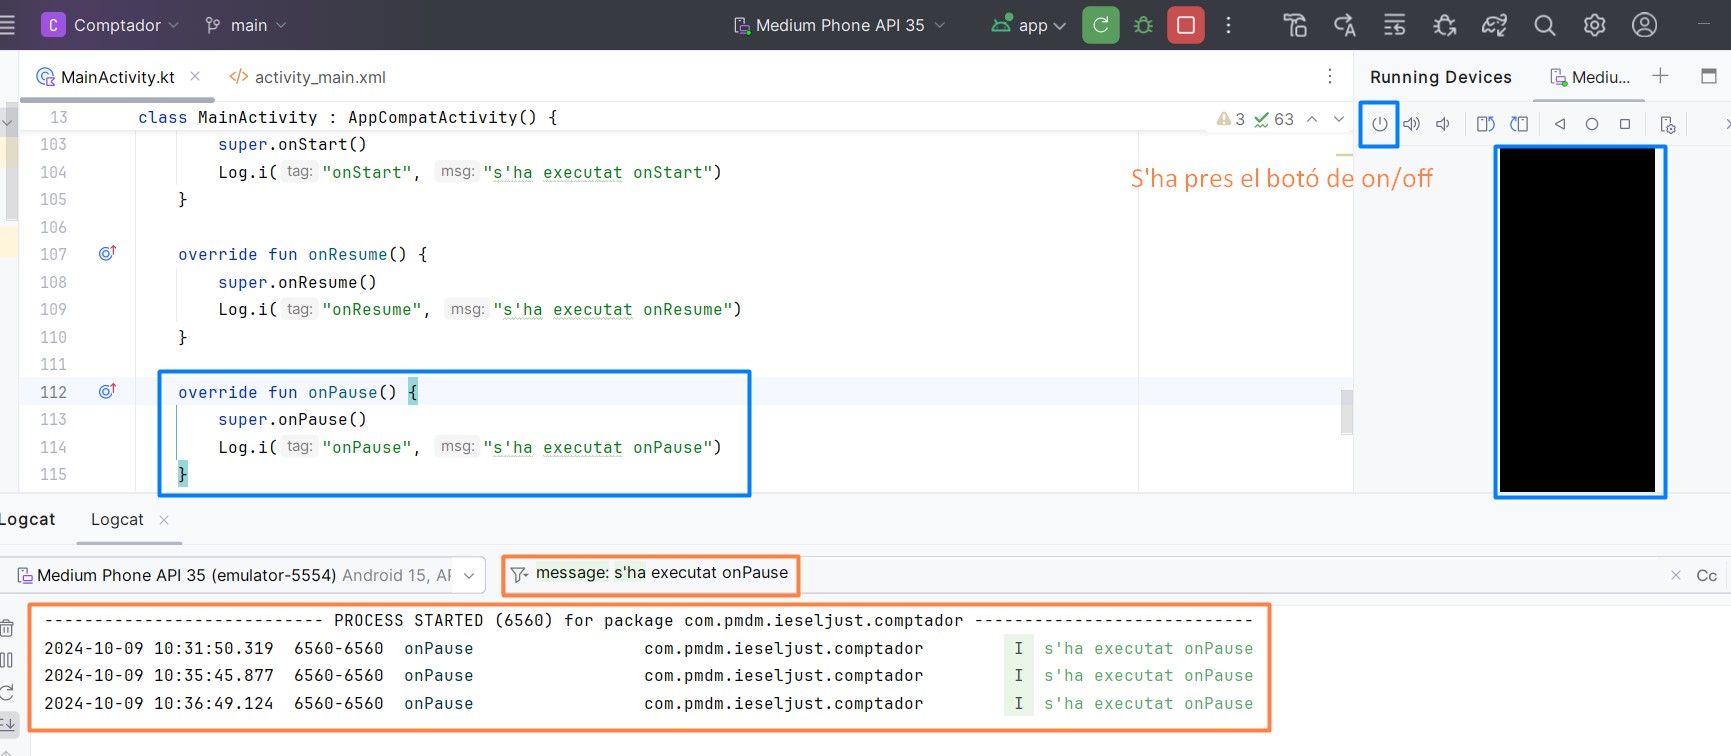 C Comptador main Medium Phone API 35 app
MainActivity.kt activity_main.xml
Running Devices Mediu...
13 class MainActivity : AppCompatActivity() { 3 63
S'ha pres el botó de on/off
103 super.onStart()
104 Log.i( tag: "onStart", msg: "s'ha executat onStart")
105 }
106
107 override fun onResume() {
108 super.onResume()
109 Log.i( tag: "onResume", msg: "s'ha executat onResume")
110 }
111
112 override fun onPause() {
113 super.onPause()
114 Log.i( tag: "onPause", msg: "s'ha executat onPause")
115 }
Logcat Logcat
Medium Phone API 35 (emulator-5554) Android 15, AF message: s'ha executat onPause Cc
---------------------------- PROCESS STARTED (6560) for package com.pmdm.ieseljust.comptador ----------------------------
2024-10-09 10:31:50.319 6560-6560 onPause com.pmdm.ieseljust.comptador I s'ha executat onPause
2024-10-09 10:35:45.877 6560-6560 onPause com.pmdm.ieseljust.comptador I s'ha executat onPause
2024-10-09 10:36:49.124 6560-6560 onPause com.pmdm.ieseljust.comptador I s'ha executat onPause